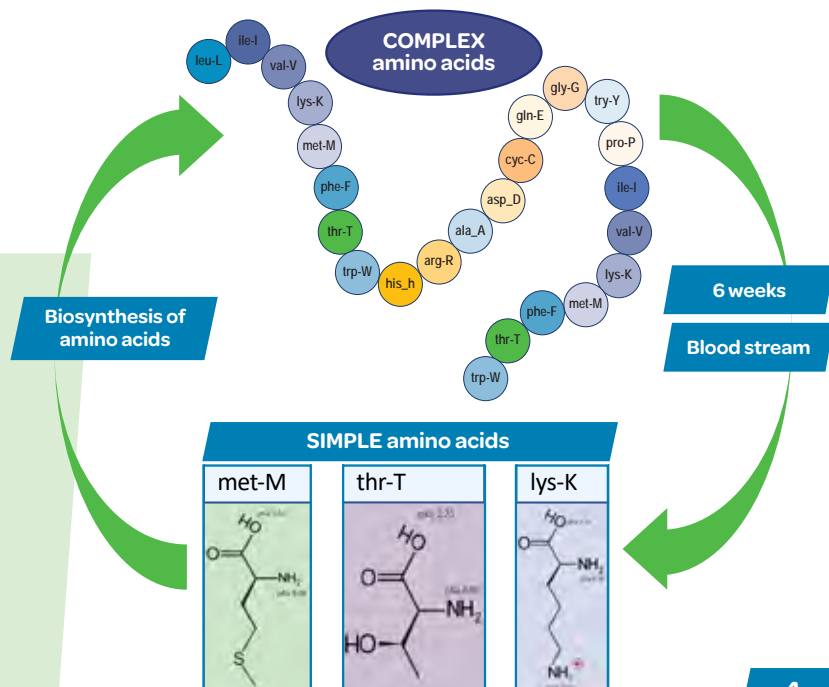 COMPLEX
amino acids
leu-L
ile-I
val-V
lys-K
met-M
phe-F
thr-T
trp-W
his_h
arg-R
ala_A
asp_D
cyc-C
gln-E
gly-G
try-Y
pro-P
ile-I
val-V
lys-K
met-M
phe-F
thr-T
trp-W
6 weeks
Blood stream
Biosynthesis of
amino acids
SIMPLE amino acids
met-M
thr-T
lys-K
HO
O
NH₂
S
HO
O
NH₂
HO
HO
O
NH₂